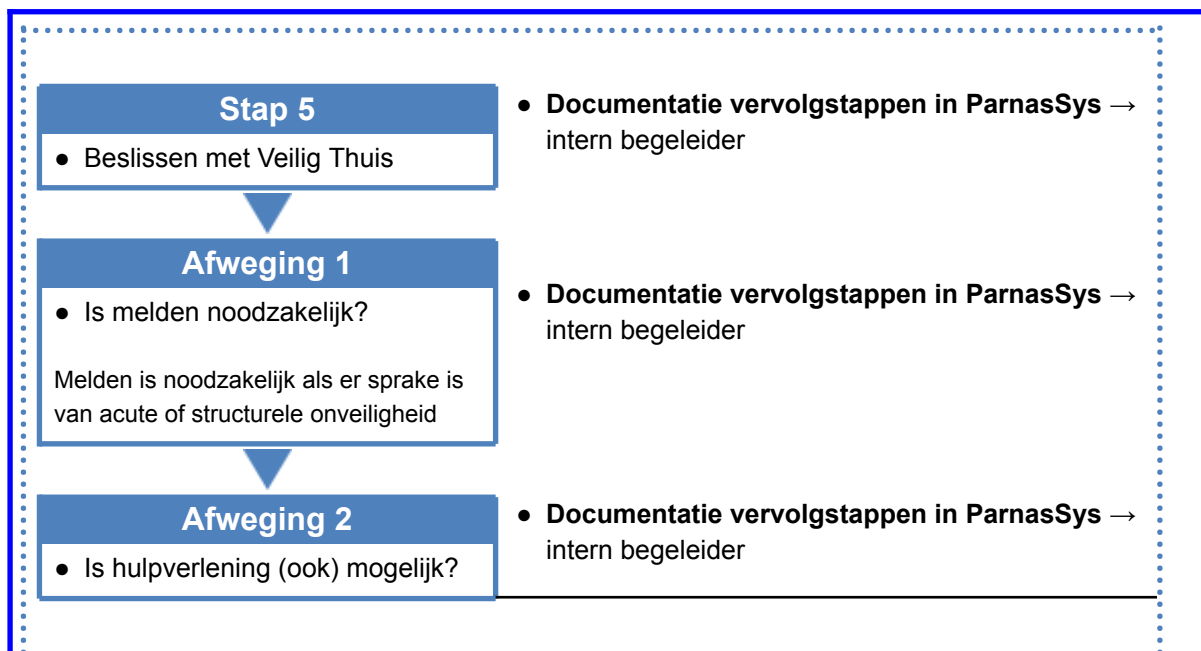 Stap 5
● Beslissen met Veilig Thuis
● Documentatie vervolgstappen in ParnasSys →
intern begeleider
Afweging 1
● Is melden noodzakelijk?
Melden is noodzakelijk als er sprake is
van acute of structurele onveiligheid
● Documentatie vervolgstappen in ParnasSys →
intern begeleider
Afweging 2
● Is hulpverlening (ook) mogelijk?
● Documentatie vervolgstappen in ParnasSys →
intern begeleider